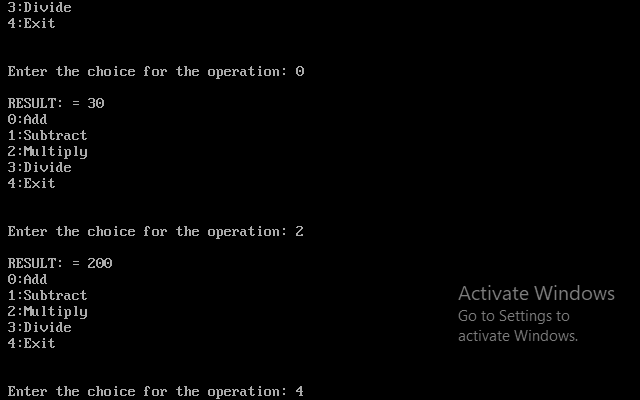 3:Divide
4:Exit
Enter the choice for the operation: 0
RESULT: = 30
0:Add
1:Subtract
2:Multiply
3:Divide
4:Exit
Enter the choice for the operation: 2
RESULT: = 200
0:Add
1:Subtract
2:Multiply
3:Divide
4:Exit
Enter the choice for the operation: 4
Activate Windows
Go to Settings to
activate Windows.